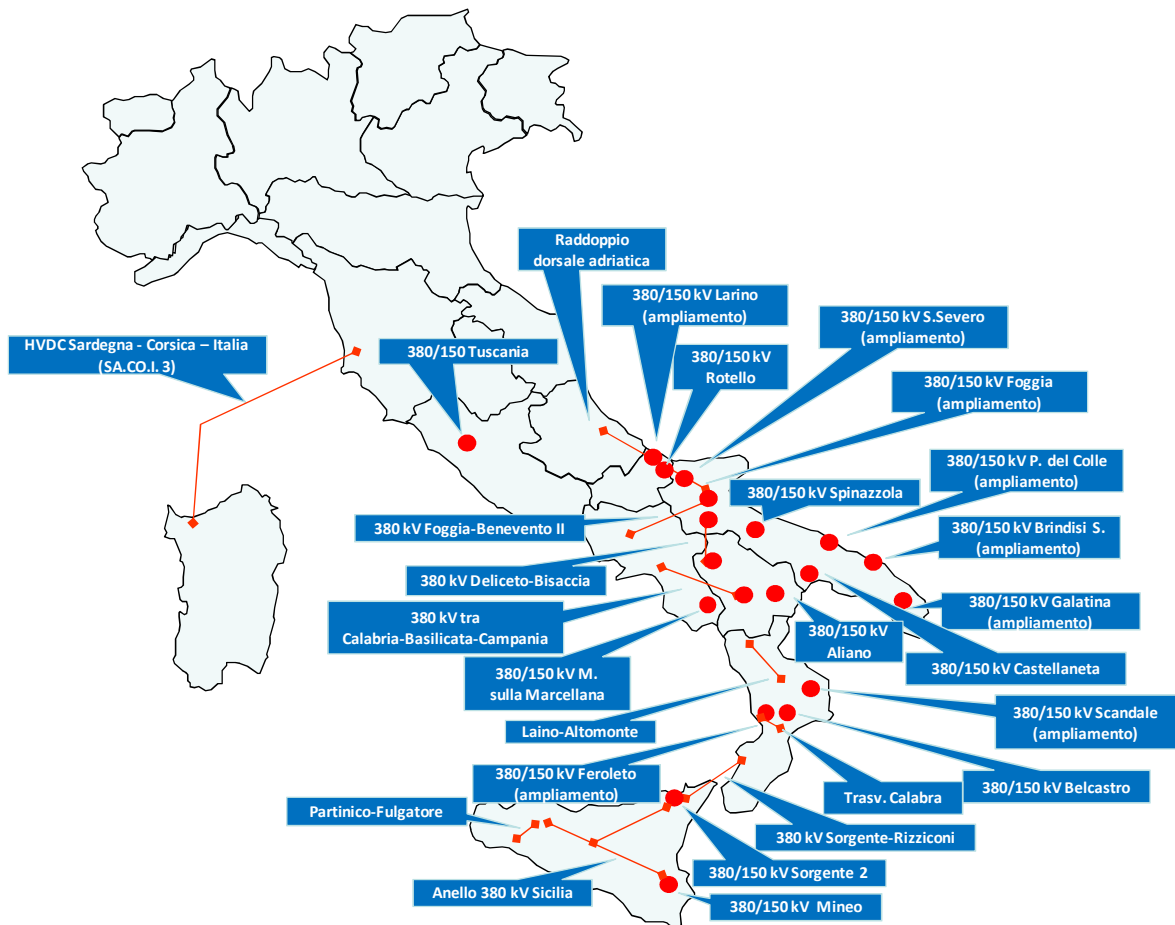 Raddoppio
dorsale adriatica
380/150 kV Larino
(ampliamento)
380/150 kV S.Severo
(ampliamento)
HVDC Sardegna - Corsica – Italia
(SA.CO.I. 3)
380/150 Tuscania
380/150 kV
Rotello
380/150 kV Foggia
(ampliamento)
380/150 kV P. del Colle
(ampliamento)
380/150 kV Spinazzola
380 kV Foggia-Benevento II
380/150 kV Brindisi S.
(ampliamento)
380 kV Deliceto-Bisaccia
380 kV tra
Calabria-Basilicata-Campania
380/150 kV Galatina
(ampliamento)
380/150 kV
Aliano
380/150 kV Castellaneta
380/150 kV M.
sulla Marcellana
380/150 kV Scandale
(ampliamento)
Laino-Altomonte
380/150 kV Feroleto
(ampliamento)
380/150 kV Belcastro
Trasv. Calabra
Partinico-Fulgatore
380 kV Sorgente-Rizziconi
380/150 kV Sorgente 2
Anello 380 kV Sicilia
380/150 kV Mineo